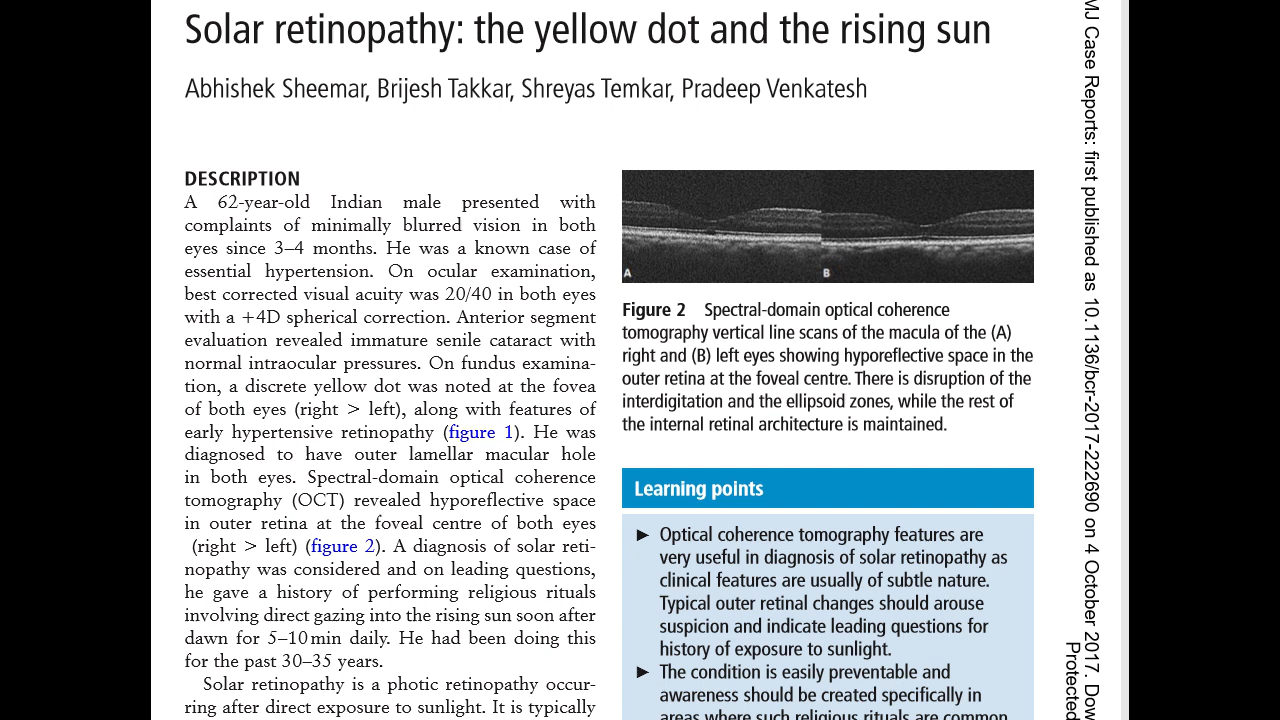 Solar retinopathy: the yellow dot and the rising sun
Abhishek Sheemar, Brijesh Takkar, Shreyas Temkar, Pradeep Venkatesh
DESCRIPTION
A 62-year-old Indian male presented with
complaints of minimally blurred vision in both
eyes since 3–4 months. He was a known case of
essential hypertension. On ocular examination,
best corrected visual acuity was 20/40 in both eyes
with a +4D spherical correction. Anterior segment
evaluation revealed immature senile cataract with
normal intraocular pressures. On fundus examina-
tion, a discrete yellow dot was noted at the fovea
of both eyes (right > left), along with features of
early hypertensive retinopathy (figure 1). He was
diagnosed to have outer lamellar macular hole
in both eyes. Spectral-domain optical coherence
tomography (OCT) revealed hyporeflective space
in outer retina at the foveal centre of both eyes
(right > left) (figure 2). A diagnosis of solar reti-
nopathy was considered and on leading questions,
he gave a history of performing religious rituals
involving direct gazing into the rising sun soon after
dawn for 5–10 min daily. He had been doing this
for the past 30–35 years.
Solar retinopathy is a photic retinopathy occur-
ring after direct exposure to sunlight. It is typically
A
B
Figure 2 Spectral-domain optical coherence
tomography vertical line scans of the macula of the (A)
right and (B) left eyes showing hyporeflective space in the
outer retina at the foveal centre. There is disruption of the
interdigitation and the ellipsoid zones, while the rest of
the internal retinal architecture is maintained.
Learning points
► Optical coherence tomography features are
very useful in diagnosis of solar retinopathy as
clinical features are usually of subtle nature.
Typical outer retinal changes should arouse
suspicion and indicate leading questions for
history of exposure to sunlight.
► The condition is easily preventable and
awareness should be created specifically in
areas where such religious rituals are common
MJ Case Reports: first published as 10.1136/bcr-2017-222690 on 4 October 2017. Dow
Protected